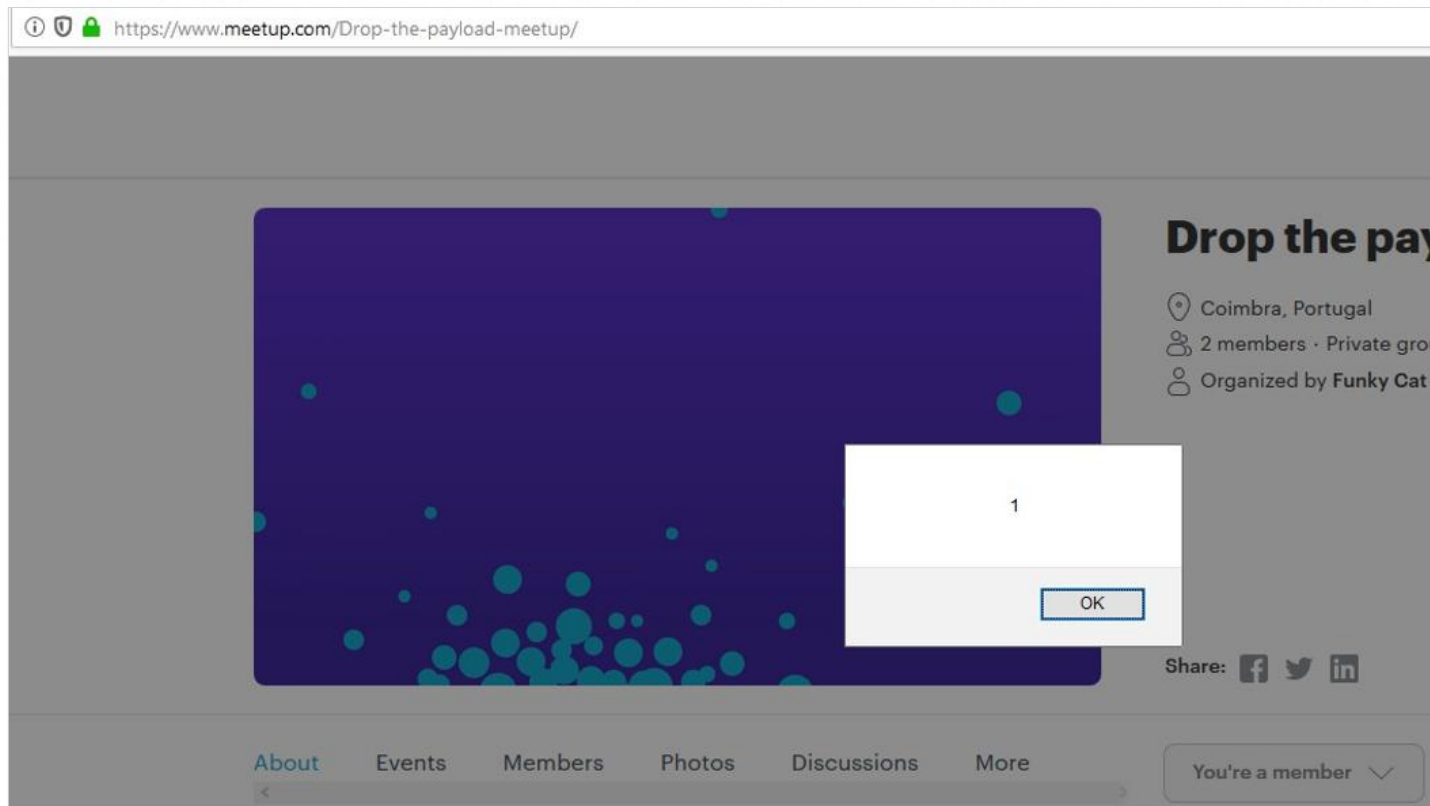 https://www.meetup.com/Drop-the-payload-meetup/
Drop the pay
Coimbra, Portugal
2 members · Private gro
Organized by Funky Cat
1
OK
Share:
About Events Members Photos Discussions More
You're a member